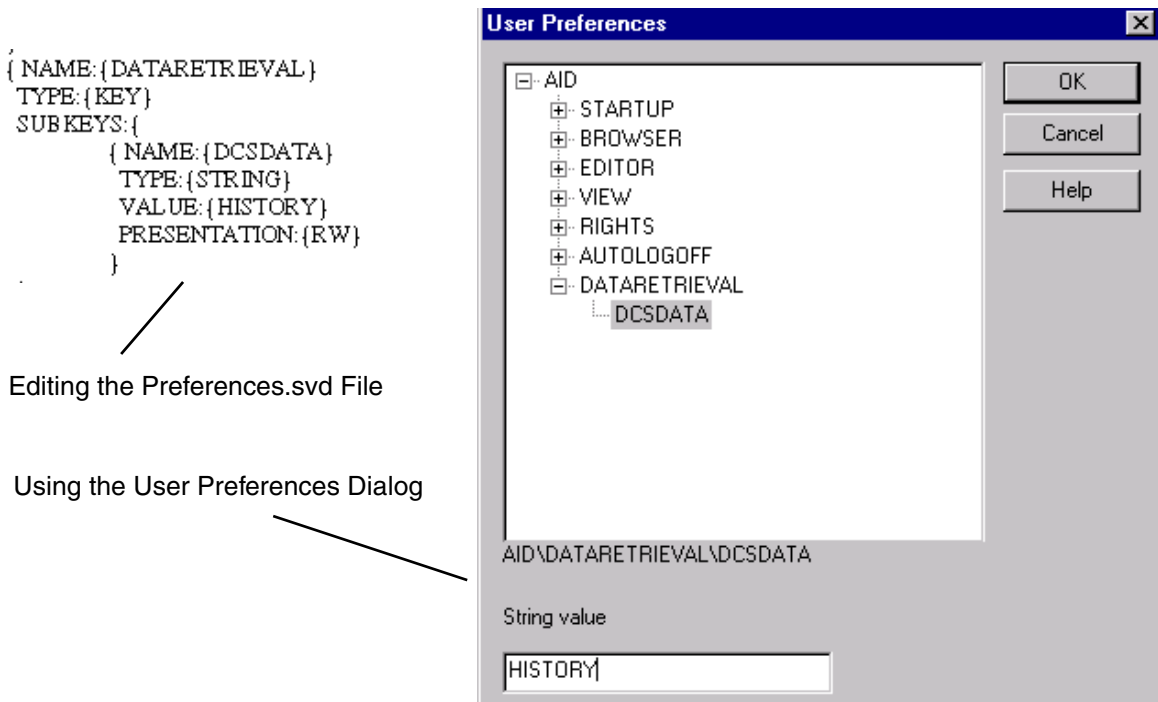 ,
{ NAME:{DATARETRIEVAL}
TYPE:{KEY}
SUBKEYS:{
{ NAME:{DCSDATA}
TYPE:{STRING}
VALUE:{HISTORY}
PRESENTATION:{RW}
}
.
Editing the Preferences.svd File
Using the User Preferences Dialog
User Preferences
AID
STARTUP
BROWSER
EDITOR
VIEW
RIGHTS
AUTOLOGOFF
DATARETRIEVAL
DCSDATA
OK
Cancel
Help
AID\DATARETRIEVAL\DCSDATA
String value
HISTORY